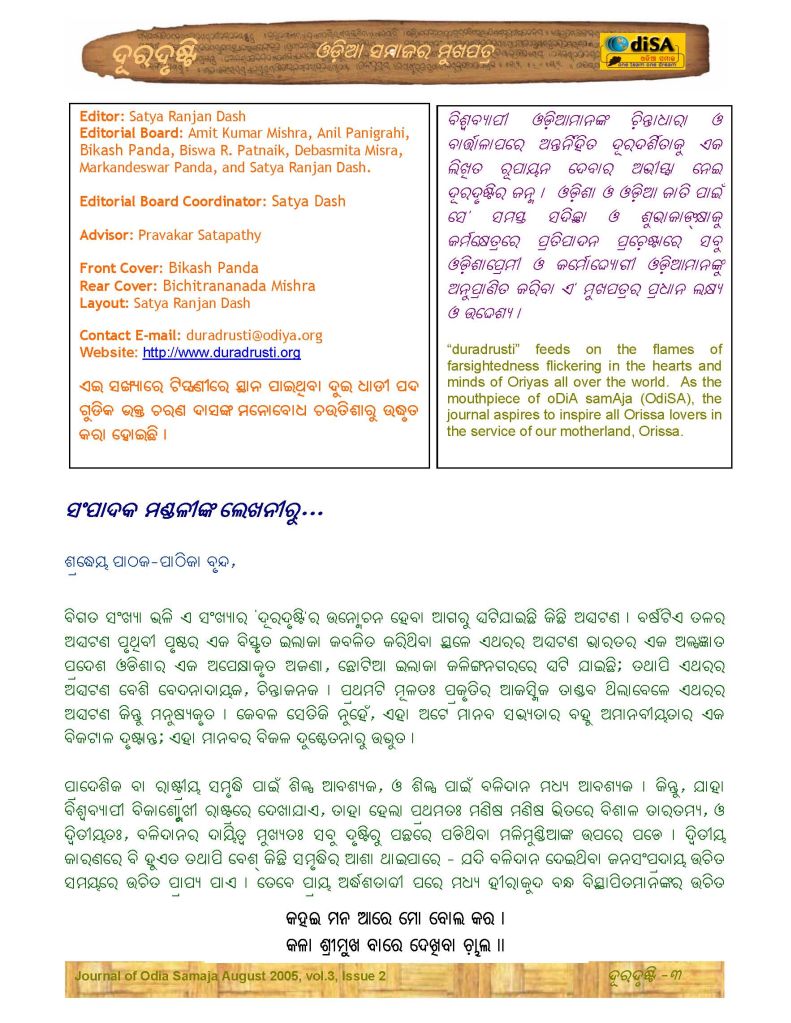 ଦୂରଦୃଷ୍ଟି
ଓଡ଼ିଆ ସମାଜର ମୁଖପତ୍ର
OdiSA
ଓଡ଼ିଆ ସମାଜ
one team one dream
Editor: Satya Ranjan Dash
Editorial Board: Amit Kumar Mishra, Anil Panigrahi,
Bikash Panda, Biswa R. Patnaik, Debasmita Misra,
Markandeswar Panda, and Satya Ranjan Dash.
Editorial Board Coordinator: Satya Dash
Advisor: Pravakar Satapathy
Front Cover: Bikash Panda
Rear Cover: Bichitrananada Mishra
Layout: Satya Ranjan Dash
Contact E-mail: duradrusti@odiya.org
Website: http://www.duradrusti.org
ଏଇ ସଖ୍ୟାରେ ଟିପ୍ପଣୀରେ ସ୍ଥାନ ପାଇଥିବା ଦୁଇ ଧାଡୀ ପଦ
ଗୁଡିକ ଭକ୍ତ ଚରଣ ଦାସଙ୍କ ମନୋବୋଧ ଚଉତିଶାରୁ ଉଦ୍ଧୃତ
କରା ହୋଇଛି ।
ବିଶ୍ୱବ୍ୟାପୀ ଓଡ଼ିଆମାନଙ୍କ ଚିନ୍ତାଧାରା ଓ
ବାର୍ତ୍ତାଳାପରେ ଅନ୍ତର୍ନିହିତ ଦୂରଦର୍ଶିତାକୁ ଏକ
ଲିଖିତ ରୂପାୟନ ଦେବାର ଅଭୀପ୍ସା ନେଇ
ଦୂରଦୃଷ୍ଟିର ଜନ୍ମ । ଓଡ଼ିଶା ଓ ଓଡ଼ିଆ ଜାତି ପାଇଁ
ସେ' ସମସ୍ତ ସଦିଚ୍ଛା ଓ ଶୁଭାକାଙ୍କ୍ଷାକୁ
କର୍ମକ୍ଷେତ୍ରରେ ପ୍ରତିପାଦନ ପ୍ରଚେଷ୍ଟାରେ ସବୁ
ଓଡ଼ିଶାପ୍ରେମୀ ଓ କର୍ମୋଦ୍ୟୋଗୀ ଓଡ଼ିଆମାନଙ୍କୁ
ଅନୁପ୍ରାଣିତ କରିବା ଏ' ମୁଖପତ୍ରର ପ୍ରଧାନ ଲକ୍ଷ୍ୟ
ଓ ଉଦ୍ଦେଶ୍ୟ ।
“duradrusti” feeds on the flames of
farsightedness flickering in the hearts and
minds of Oriyas all over the world. As the
mouthpiece of oDiA samAja (OdiSA), the
journal aspires to inspire all Orissa lovers in
the service of our motherland, Orissa.
ସଂପାଦକ ମଣ୍ଡଳୀଙ୍କ ଲେଖନୀରୁ...
ଶ୍ରଦ୍ଧେୟ ପାଠକ-ପାଠିକା ବୃନ୍ଦ,
ବିଗତ ସଂଖ୍ୟା ଭଳି ଏ ସଂଖ୍ୟାର 'ଦୂରଦୃଷ୍ଟି'ର ଉନ୍ମୋଚନ ହେବା ଆଗରୁ ଘଟିଯାଇଛି କିଛି ଅଘଟଣ । ବର୍ଷଟିଏ ତଳର
ଅଘଟଣ ପୃଥିବୀ ପୃଷ୍ଠର ଏକ ବିସ୍ତୃତ ଇଲାକା କବଳିତ କରିଥିବା ସ୍ଥଳେ ଏଥରର ଅଘଟଣ ଭାରତର ଏକ ଅଳ୍ପଜ୍ଞାତ
ପ୍ରଦେଶ ଓଡିଶାର ଏକ ଅପେକ୍ଷାକୃତ ଅଜଣା, ଛୋଟିଆ ଇଲାକା କଳିଙ୍ଗନଗରରେ ଘଟି ଯାଇଛି; ତଥାପି ଏଥରର
ଅଘଟଣ ବେଶି ବେଦନାଦାୟକ, ଚିନ୍ତାଜନକ । ପ୍ରଥମଟି ମୂଳତଃ ପ୍ରକୃତିର ଆକସ୍ମିକ ତାଣ୍ଡବ ଥିଲାବେଳେ ଏଥରର
ଅଘଟଣ କିନ୍ତୁ ମନୁଷ୍ୟକୃତ । କେବଳ ସେତିକି ନୁହେଁ, ଏହା ଅଟେ ମାନବ ସଭ୍ୟତାର ବହୁ ଅମାନବୀୟତାର ଏକ
ବିକଟାଳ ଦୃଷ୍ଟାନ୍ତ; ଏହା ମାନବର ବିକଳ ଦୁଶ୍ଚେତନାରୁ ଉଦ୍ଭୁତ ।
ପ୍ରାଦେଶିକ ବା ରାଷ୍ଟ୍ରୀୟ ସମୃଦ୍ଧି ପାଇଁ ଶିଳ୍ପ ଆବଶ୍ୟକ, ଓ ଶିଳ୍ପ ପାଇଁ ବଳିଦାନ ମଧ୍ୟ ଆବଶ୍ୟକ । କିନ୍ତୁ, ଯାହା
ବିଶ୍ୱବ୍ୟାପୀ ବିକାଶୋନ୍ମୁଖୀ ରାଷ୍ଟ୍ରରେ ଦେଖାଯାଏ, ତାହା ହେଲା ପ୍ରଥମତଃ ମଣିଷ ମଣିଷ ଭିତରେ ବିଶାଳ ତାରତମ୍ୟ, ଓ
ଦ୍ୱିତୀୟତଃ, ବଳିଦାନର ଦାୟିତ୍ୱ ମୁଖ୍ୟତଃ ସବୁ ଦୃଷ୍ଟିରୁ ପଛରେ ପଡିଥିବା ମଳିମୁଣ୍ଡିଆଙ୍କ ଉପରେ ପଡେ । ଦ୍ୱିତୀୟ
କାରଣରେ ବି ହୁଏତ ତଥାପି ବେଶ୍ କିଛି ସମୃଦ୍ଧିର ଆଶା ଥାଇପାରେ - ଯଦି ବଳିଦାନ ଦେଇଥିବା ଜନସଂପ୍ରଦାୟ ଉଚିତ
ସମୟରେ ଉଚିତ ପ୍ରାପ୍ୟ ପାଏ । ତେବେ ପ୍ରାୟ ଅର୍ଦ୍ଧଶତାବ୍ଦୀ ପରେ ମଧ୍ୟ ହୀରାକୁଦ ବନ୍ଧ ବିସ୍ଥାପିତମାନଙ୍କର ଉଚିତ
କହଇ ମନ ଆରେ ମୋ ବୋଲ କର ।
କଳା ଶ୍ରୀମୁଖ ବାରେ ଦେଖିବା ଚାଲ ॥
Journal of Odia Samaja August 2005, vol.3, Issue 2
ଦୂରଦୃଷ୍ଟି - ୩